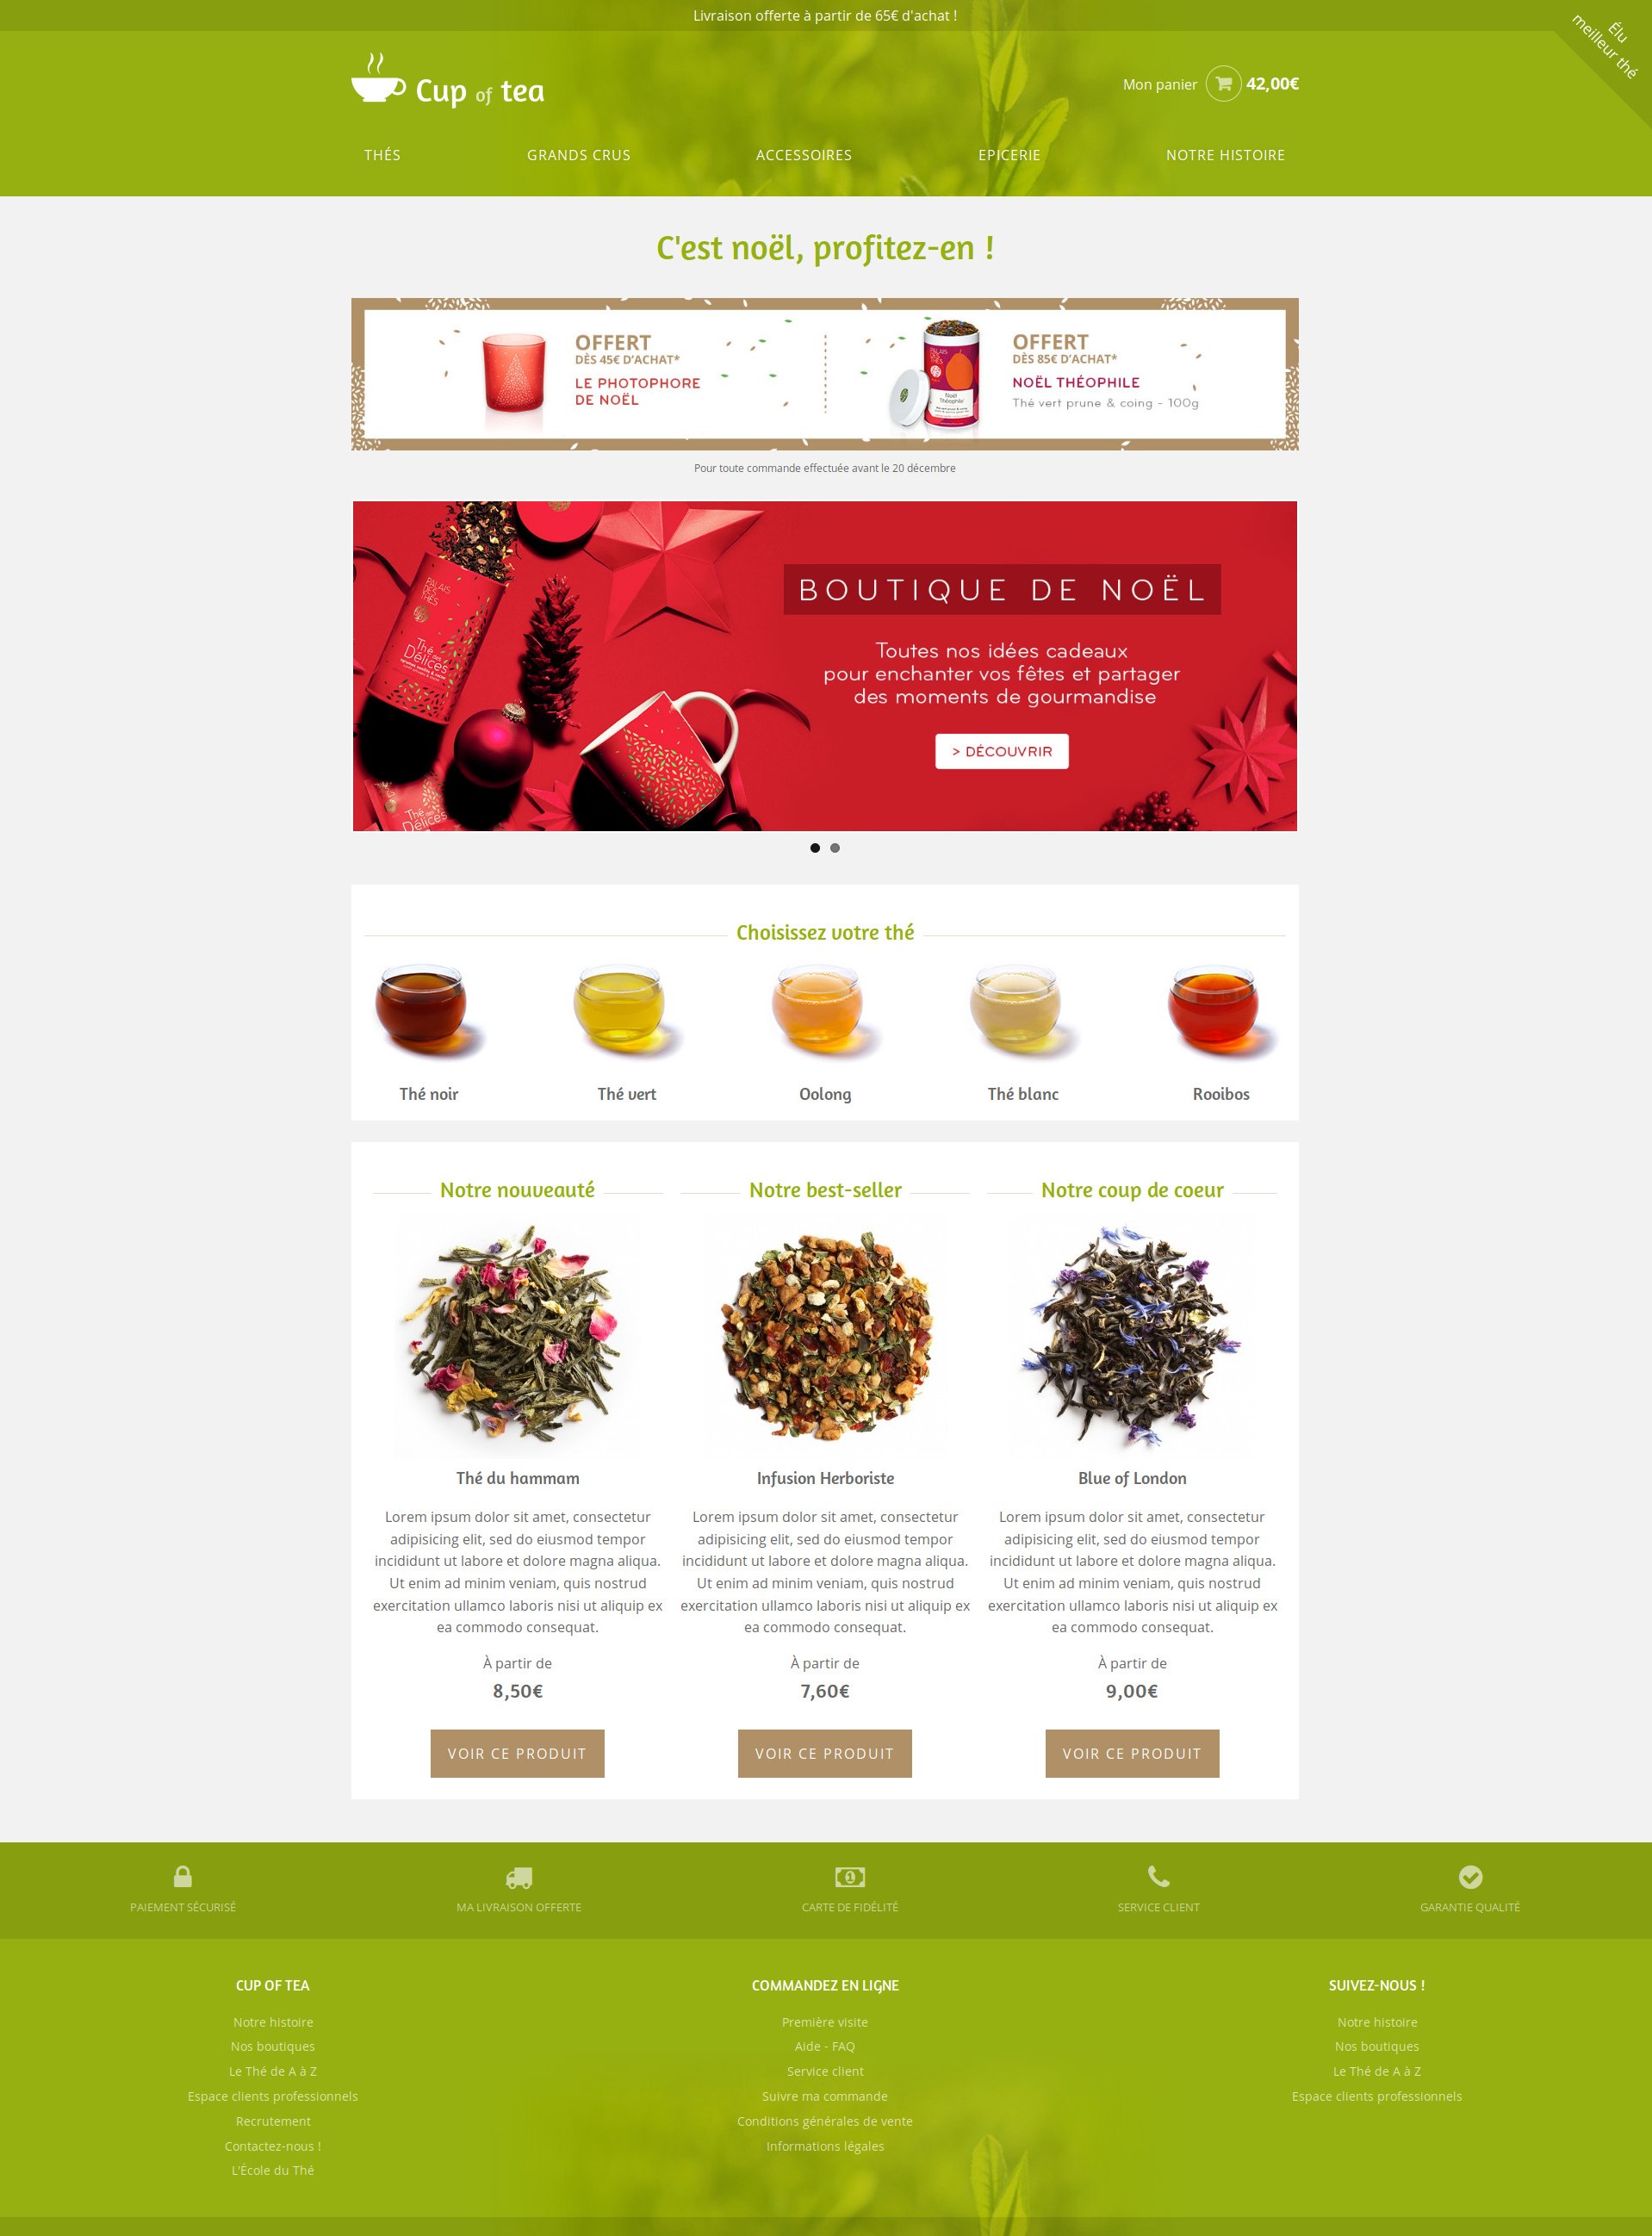 Livraison offerte à partir de 65€ d'achat !
Élu
meilleur thé
Cup of tea
Mon panier 42,00€
THÉS GRANDS CRUS ACCESSOIRES EPICERIE NOTRE HISTOIRE
C'est noël, profitez-en !
OFFERT
DÈS 45€ D'ACHAT*
LE PHOTOPHORE
DE NOËL
PALAIS DES THÉS
Noël
Théophile
OFFERT
DÈS 85€ D'ACHAT*
NOËL THÉOPHILE
Thé vert prune & coing - 100g
Pour toute commande effectuée avant le 20 décembre
PALAIS
DES
THÉS
Thé des
Délices
Thé des
Délices
BOUTIQUE DE NOËL
Toutes nos idées cadeaux
pour enchanter vos fêtes et partager
des moments de gourmandise
> DÉCOUVRIR
Choisissez votre thé
Thé noir Thé vert Oolong Thé blanc Rooibos
Notre nouveauté
Thé du hammam
Lorem ipsum dolor sit amet, consectetur
adipisicing elit, sed do eiusmod tempor
incididunt ut labore et dolore magna aliqua.
Ut enim ad minim veniam, quis nostrud
exercitation ullamco laboris nisi ut aliquip ex
ea commodo consequat.
À partir de
8,50€
VOIR CE PRODUIT
Notre best-seller
Infusion Herboriste
Lorem ipsum dolor sit amet, consectetur
adipisicing elit, sed do eiusmod tempor
incididunt ut labore et dolore magna aliqua.
Ut enim ad minim veniam, quis nostrud
exercitation ullamco laboris nisi ut aliquip ex
ea commodo consequat.
À partir de
7,60€
VOIR CE PRODUIT
Notre coup de coeur
Blue of London
Lorem ipsum dolor sit amet, consectetur
adipisicing elit, sed do eiusmod tempor
incididunt ut labore et dolore magna aliqua.
Ut enim ad minim veniam, quis nostrud
exercitation ullamco laboris nisi ut aliquip ex
ea commodo consequat.
À partir de
9,00€
VOIR CE PRODUIT
PAIEMENT SÉCURISÉ MA LIVRAISON OFFERTE CARTE DE FIDÉLITÉ SERVICE CLIENT GARANTIE QUALITÉ
CUP OF TEA
Notre histoire
Nos boutiques
Le Thé de A à Z
Espace clients professionnels
Recrutement
Contactez-nous !
L'École du Thé
COMMANDEZ EN LIGNE
Première visite
Aide - FAQ
Service client
Suivre ma commande
Conditions générales de vente
Informations légales
SUIVEZ-NOUS !
Notre histoire
Nos boutiques
Le Thé de A à Z
Espace clients professionnels